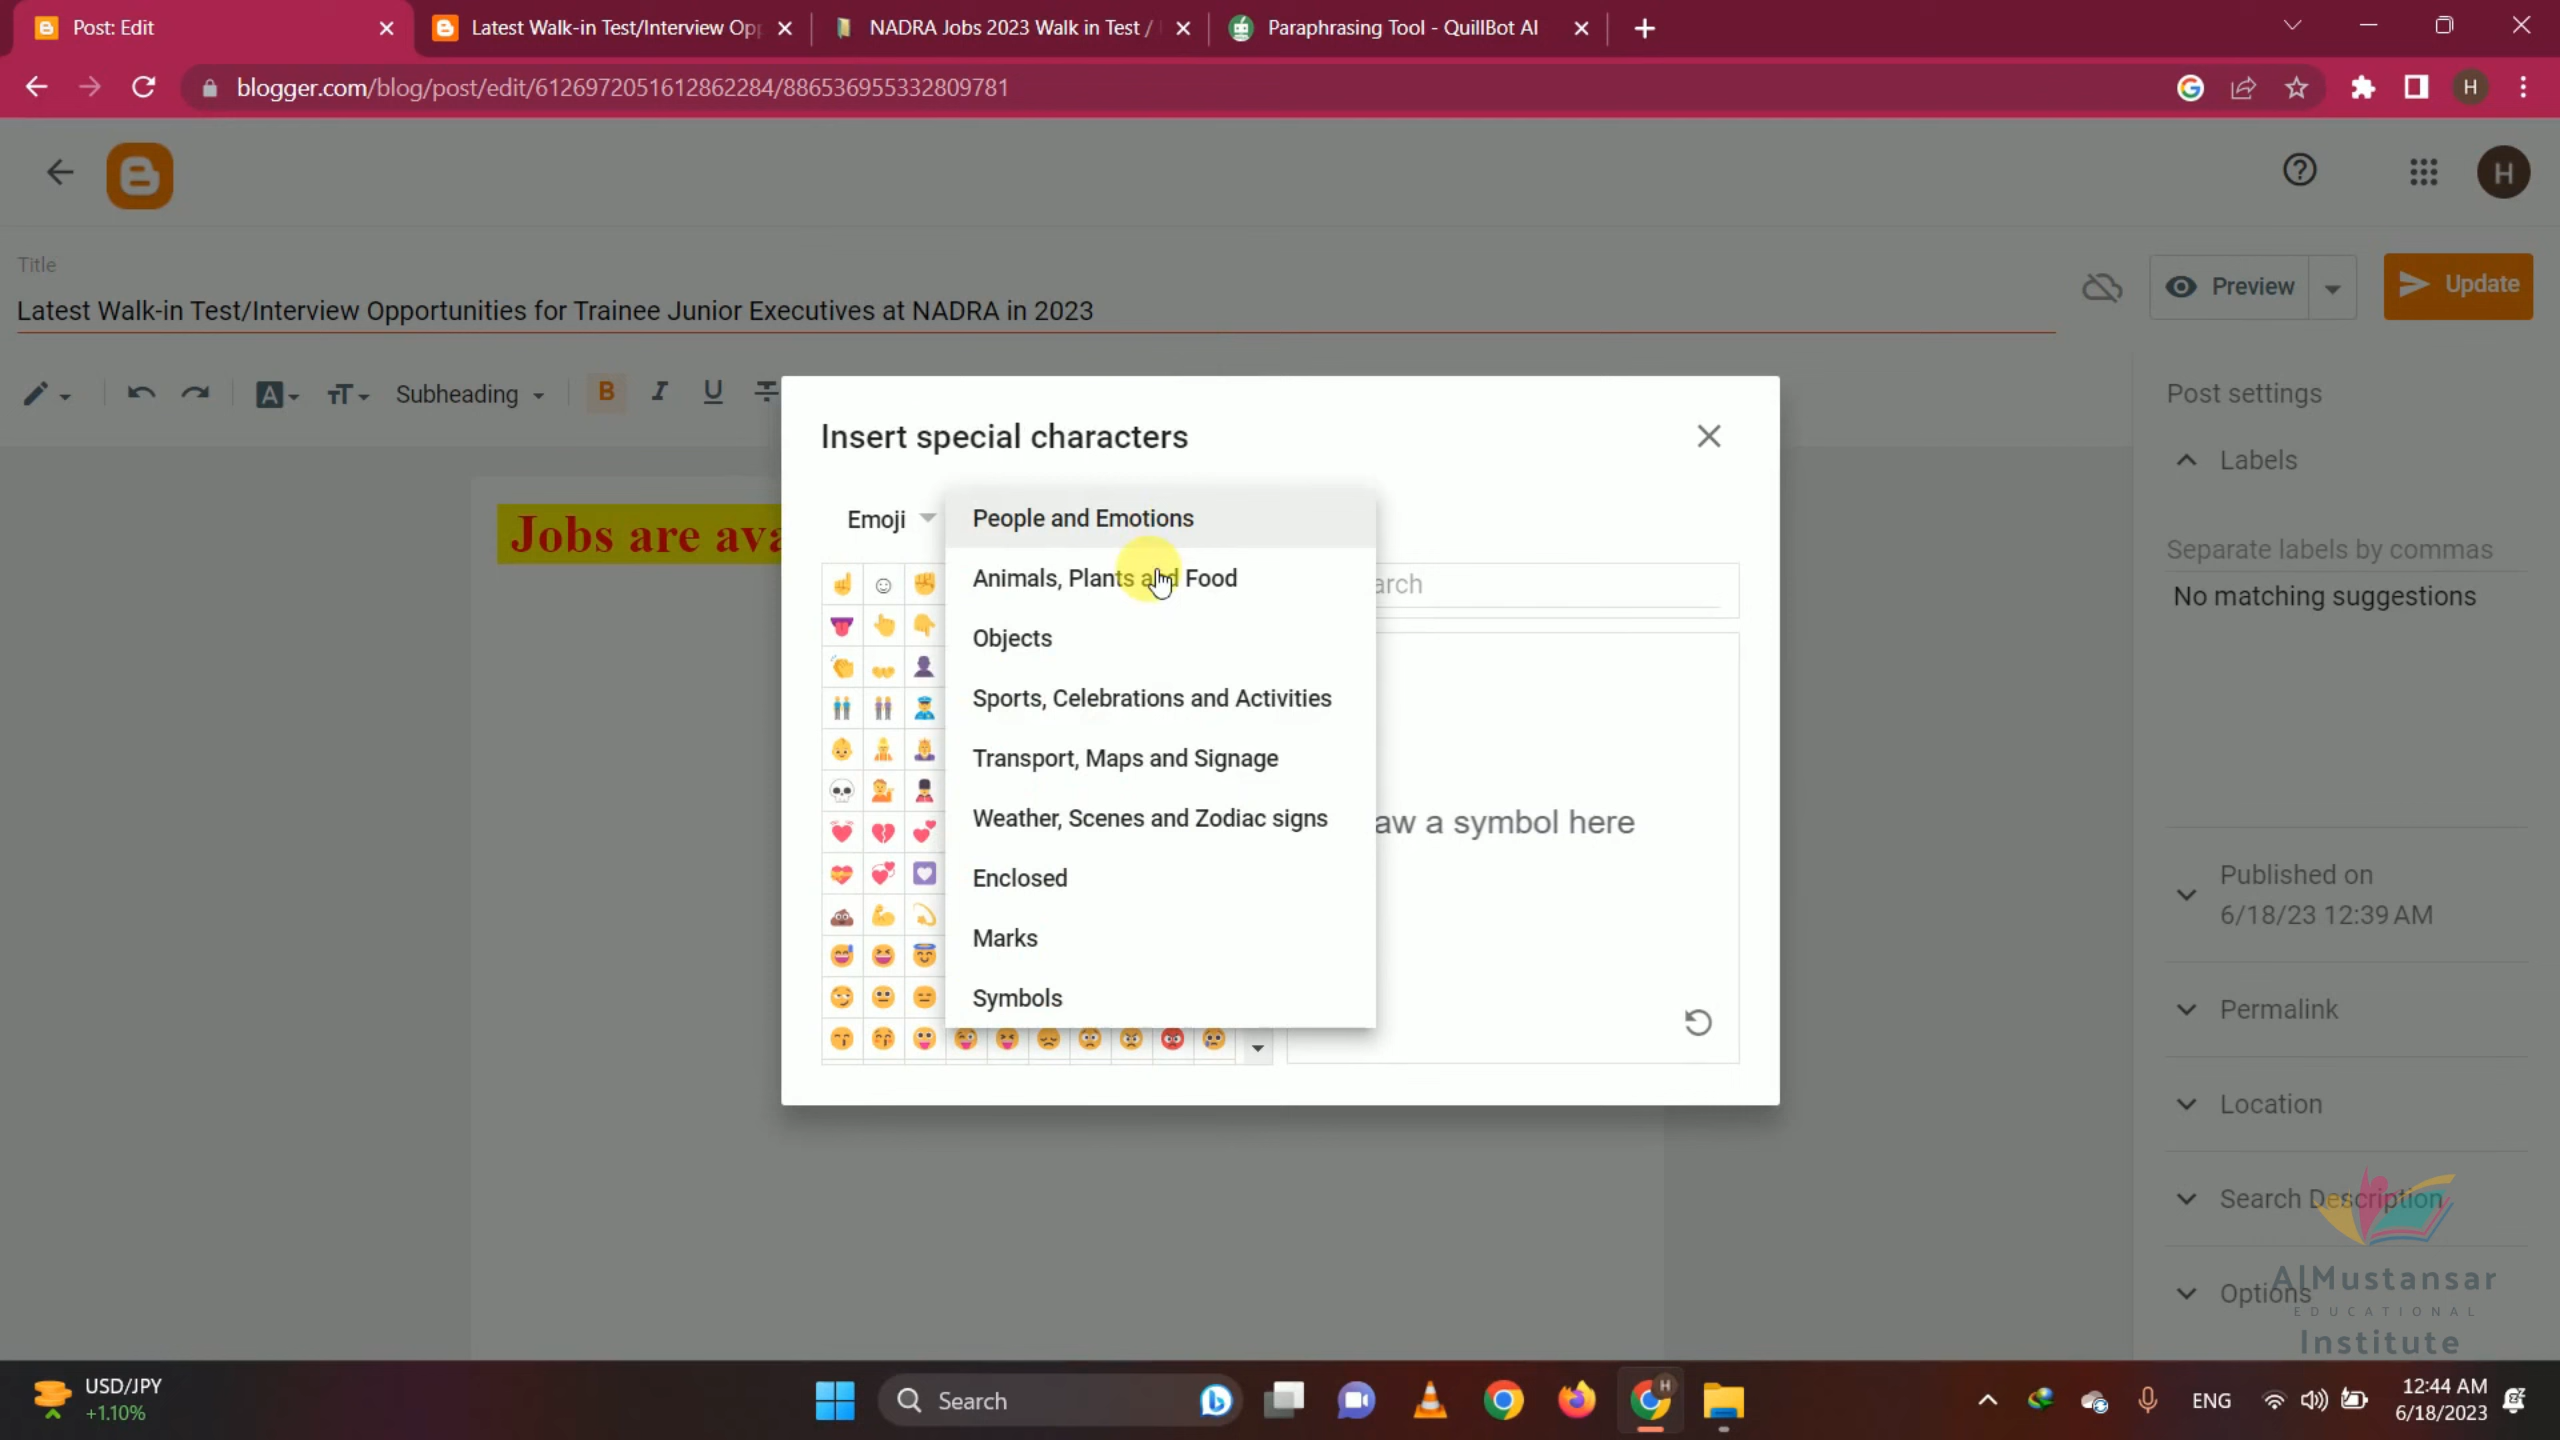 Post: Edit
Latest Walk-in Test/Interview Opp
NADRA Jobs 2023 Walk in Test /
Paraphrasing Tool - QuillBot AI
blogger.com/blog/post/edit/6126972051612862284/886536955332809781
H
H
Title
Latest Walk-in Test/Interview Opportunities for Trainee Junior Executives at NADRA in 2023
Preview
Update
Subheading
B
I
U
Insert special characters
Emoji
People and Emotions
Animals, Plants and Food
Objects
Sports, Celebrations and Activities
Transport, Maps and Signage
Weather, Scenes and Zodiac signs
Enclosed
Marks
Symbols
arch
aw a symbol here
Jobs are ava
Post settings
Labels
Separate labels by commas
No matching suggestions
Published on
6/18/23 12:39 AM
Permalink
Location
Search Description
Options
AlMustansar
EDUCATIONAL
Institute
USD/JPY
+1.10%
Search
ENG
12:44 AM
6/18/2023